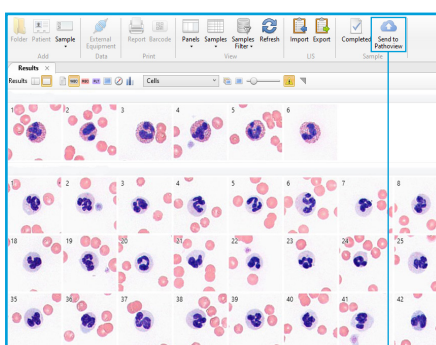 Folder Patient Sample External Equipment Report Barcode Panels Samples Samples Filter Refresh Import Export Completed Send to Pathoview
Add Data Print View LIS Sample
Results ×
Results WBC RBC PLT Cells
1 2 3 4 5 6
1 2 3 4 5 6 7 8
18 19 20 21 22 23 24 25
35 36 37 38 39 40 41 42